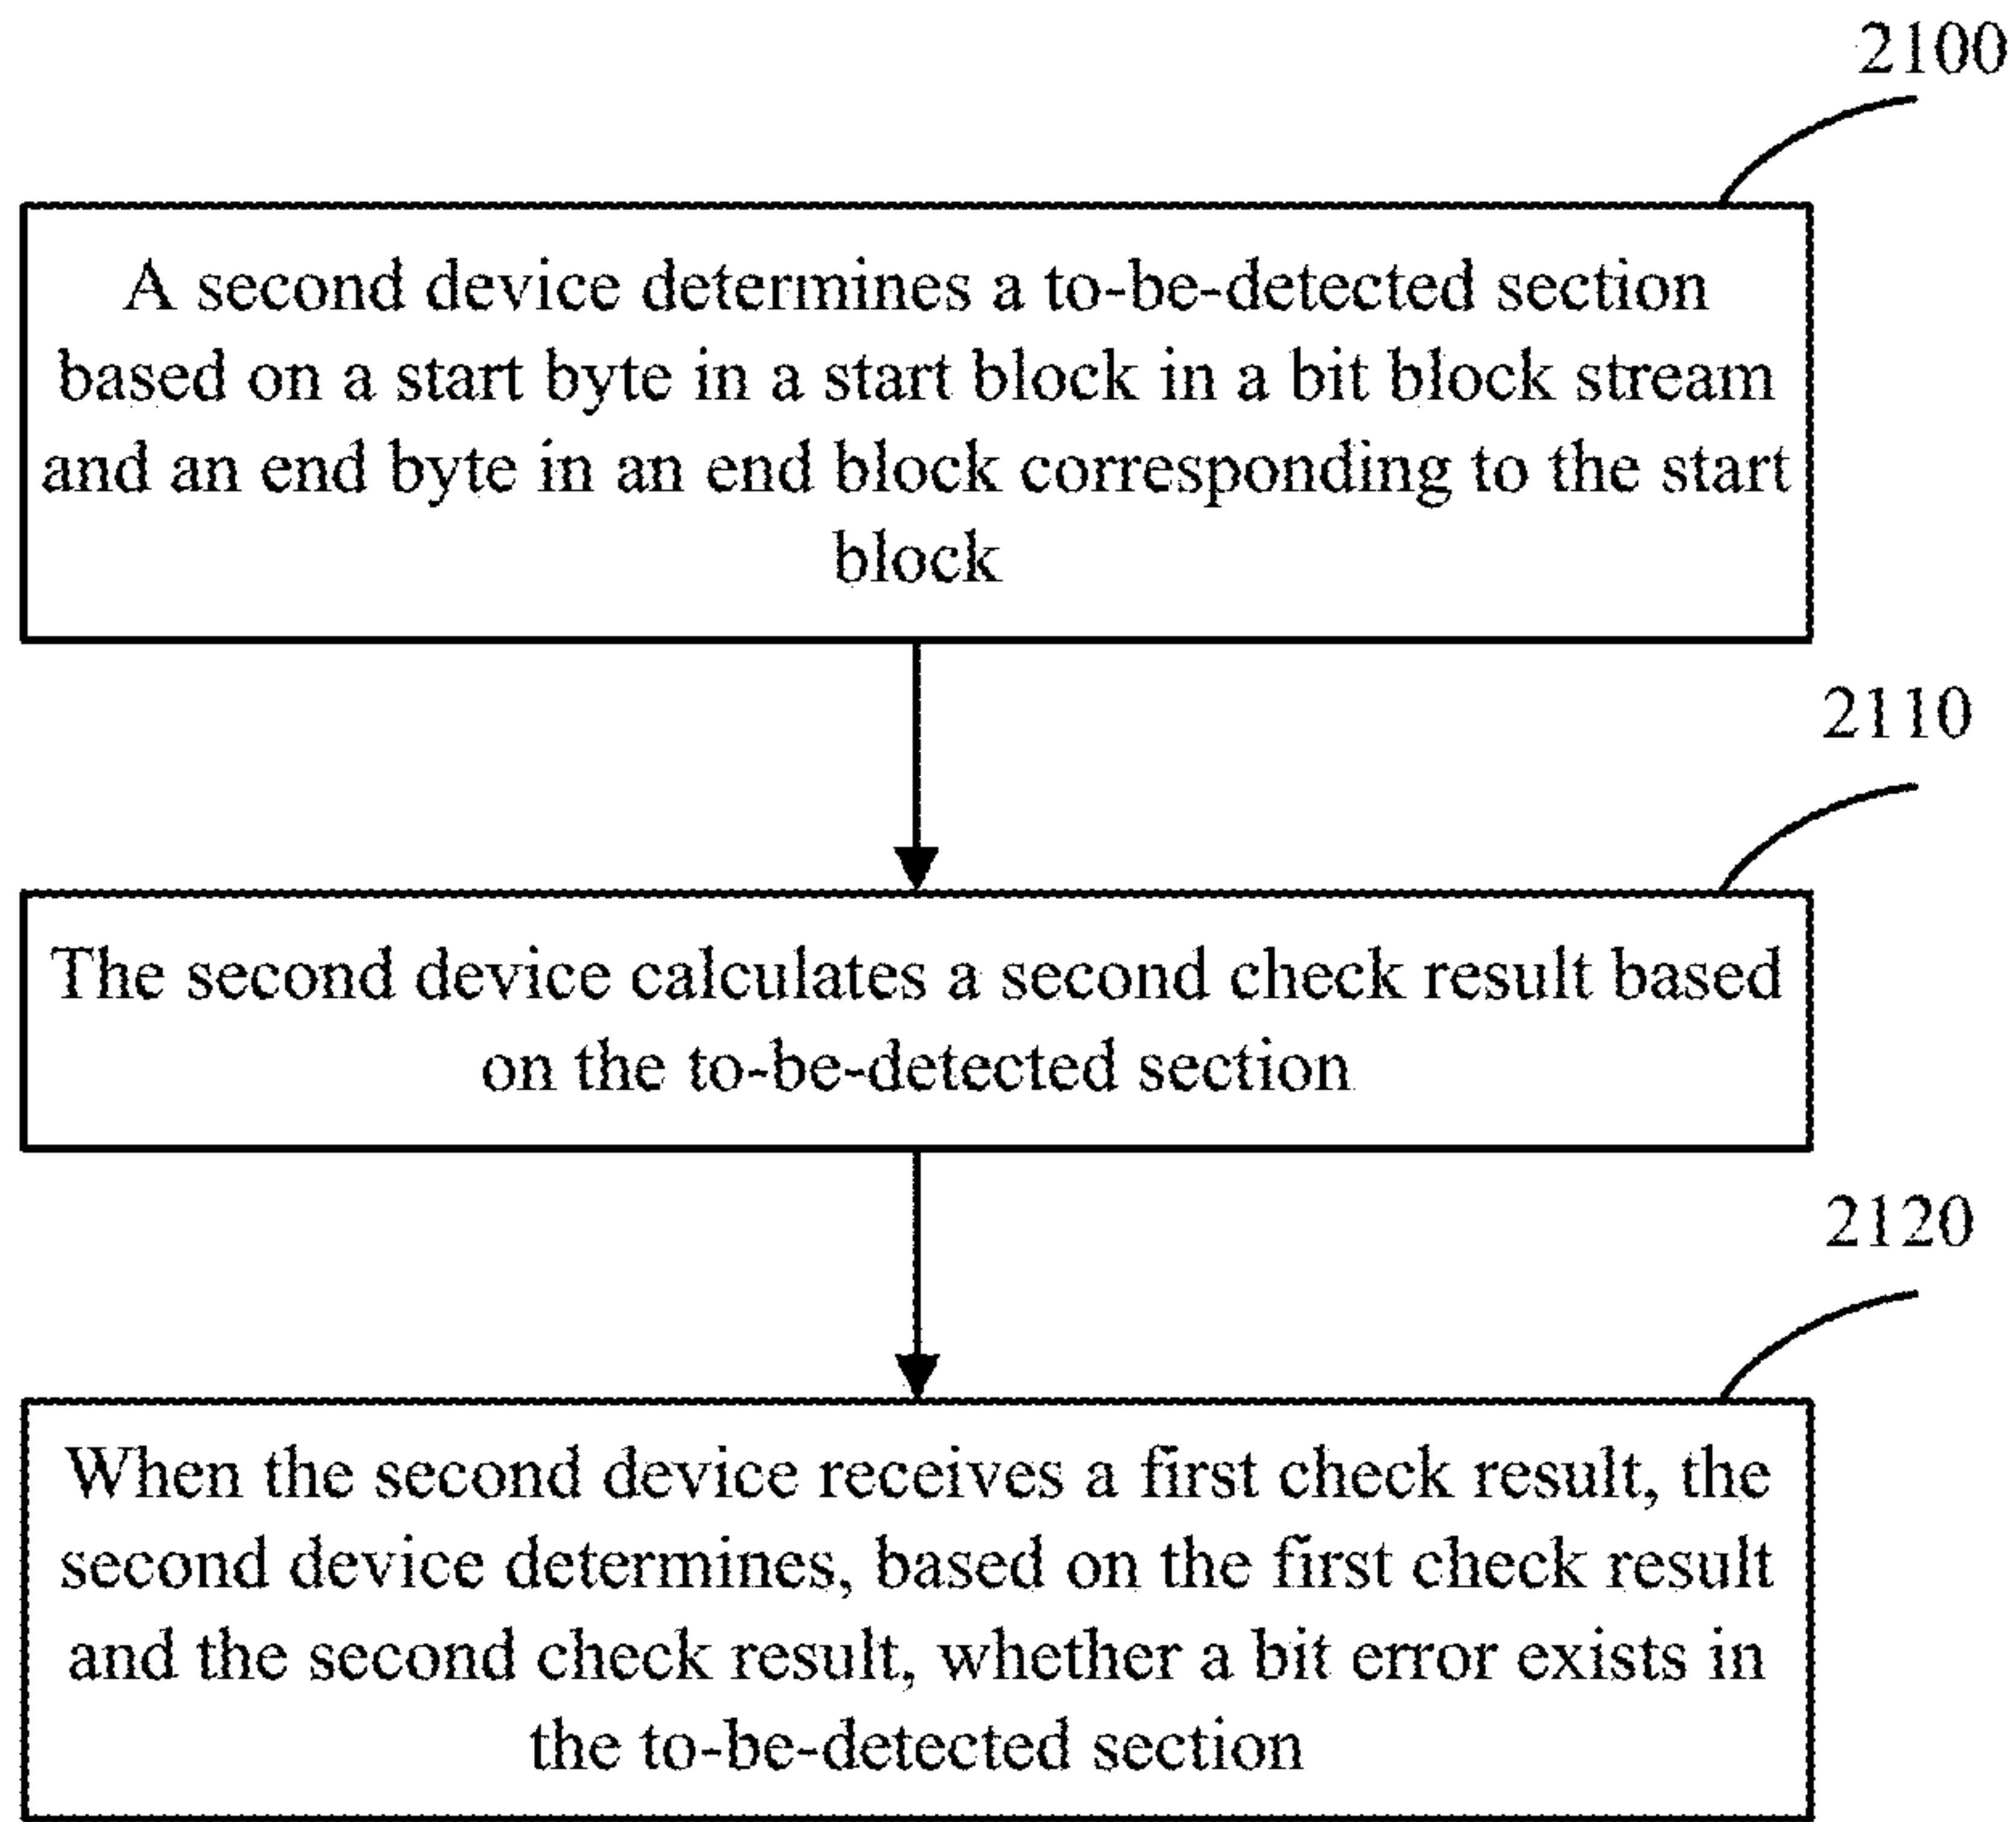 2100
A second device determines a to-be-detected section
based on a start byte in a start block in a bit block stream
and an end byte in an end block corresponding to the start
block
2110
The second device calculates a second check result based
on the to-be-detected section
2120
When the second device receives a first check result, the
second device determines, based on the first check result
and the second check result, whether a bit error exists in
the to-be-detected section